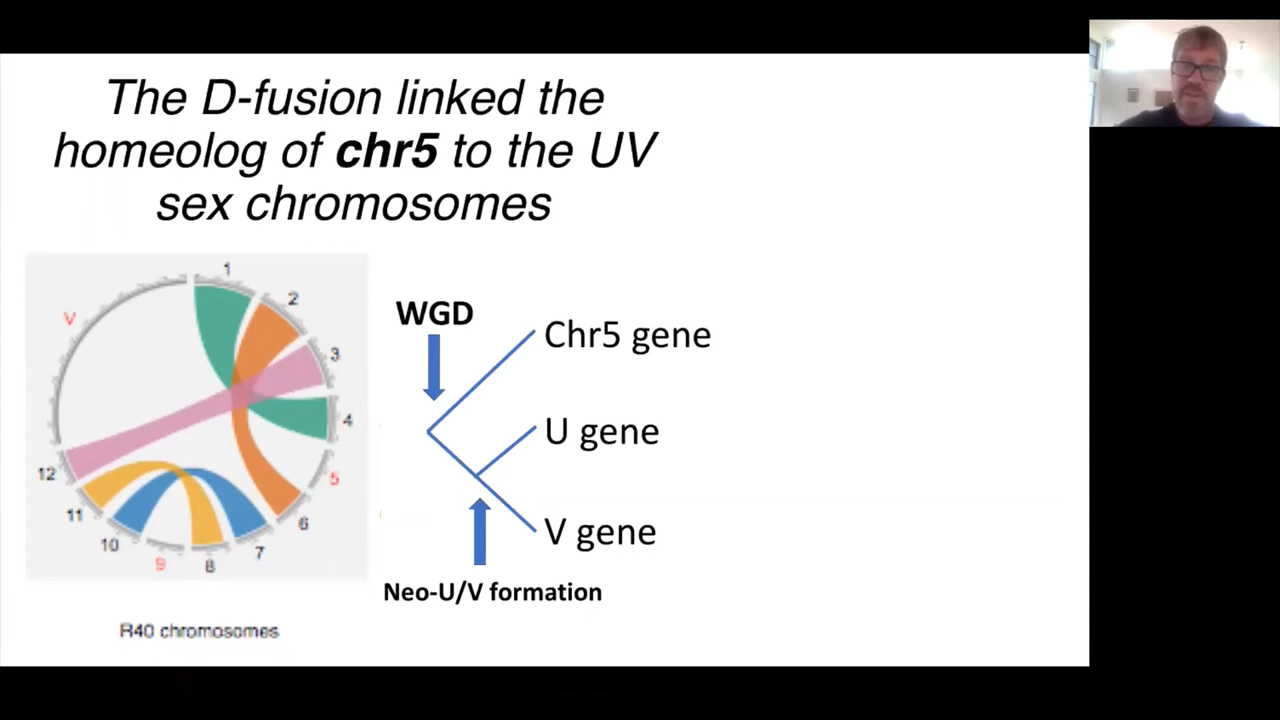 The D-fusion linked the
homeolog of chr5 to the UV
sex chromosomes
1
2
3
4
5
6
7
8
9
10
11
12
V
R40 chromosomes
WGD
Chr5 gene
U gene
V gene
Neo-U/V formation